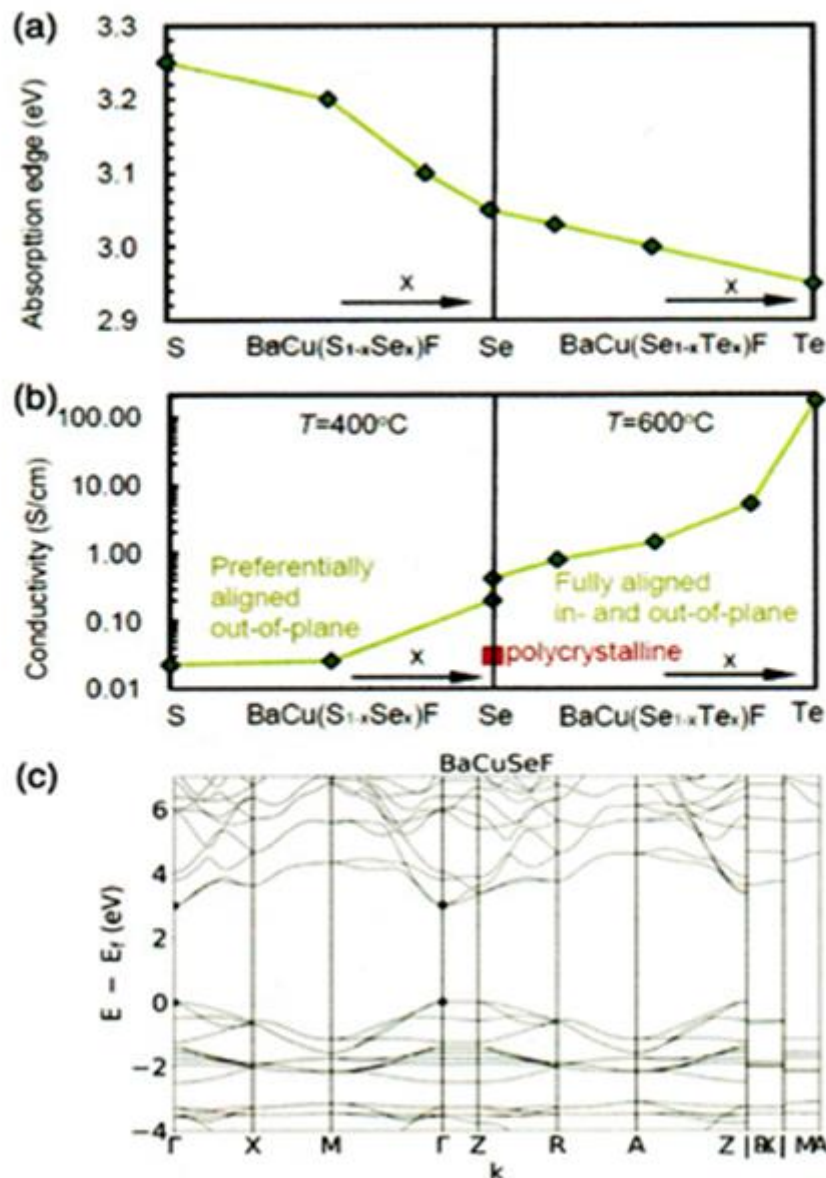 (a)
3.3
3.2
3.1
3.0
2.9
Absorpttion edge (eV)
x
x
S BaCu(S1-xSex)F Se BaCu(Se1-xTex)F Te
(b)
T=400°C T=600°C
100.00
10.00
1.00
0.10
0.01
Conductivity (S/cm)
Preferentially
aligned
out-of-plane
Fully aligned
in- and out-of-plane
polycrystalline
x
x
S BaCu(S1-xSex)F Se BaCu(Se1-xTex)F Te
(c)
BaCuSeF
6
4
2
0
−2
−4
E − Ef (eV)
Γ X M Γ Z R A Z | | MA
k